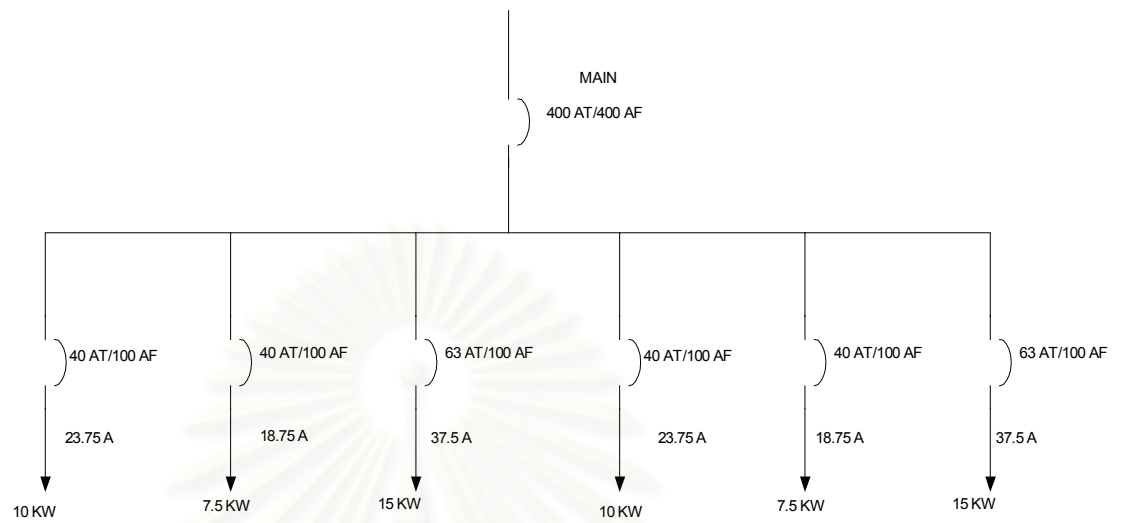 MAIN
400 AT/400 AF
40 AT/100 AF
40 AT/100 AF
63 AT/100 AF
40 AT/100 AF
40 AT/100 AF
63 AT/100 AF
23.75 A
18.75 A
37.5 A
23.75 A
18.75 A
37.5 A
10 KW
7.5 KW
15 KW
10 KW
7.5 KW
15 KW